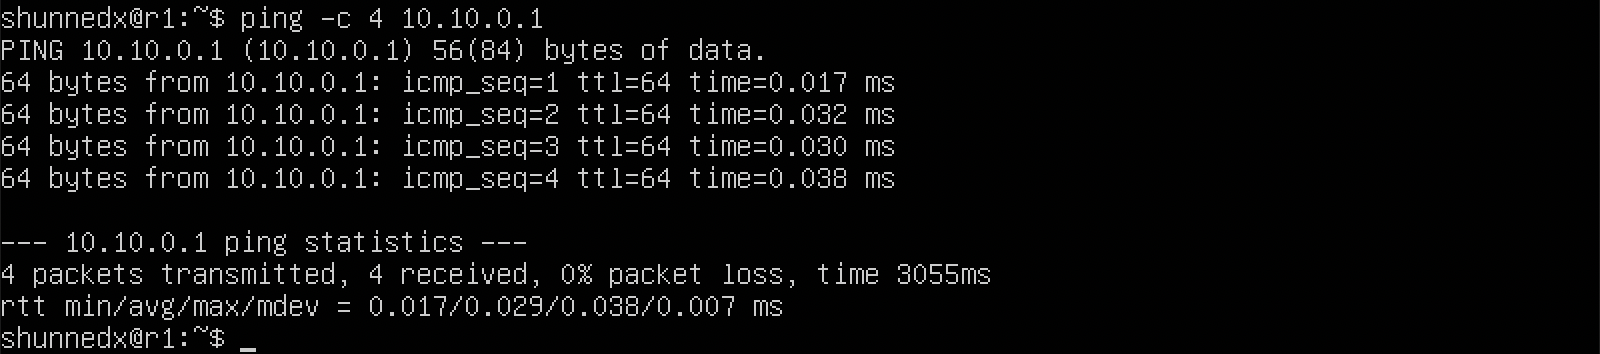 shunnedx@r1:~$ ping -c 4 10.10.0.1
PING 10.10.0.1 (10.10.0.1) 56(84) bytes of data.
64 bytes from 10.10.0.1: icmp_seq=1 ttl=64 time=0.017 ms
64 bytes from 10.10.0.1: icmp_seq=2 ttl=64 time=0.032 ms
64 bytes from 10.10.0.1: icmp_seq=3 ttl=64 time=0.030 ms
64 bytes from 10.10.0.1: icmp_seq=4 ttl=64 time=0.038 ms

--- 10.10.0.1 ping statistics ---
4 packets transmitted, 4 received, 0% packet loss, time 3055ms
rtt min/avg/max/mdev = 0.017/0.029/0.038/0.007 ms
shunnedx@r1:~$ _